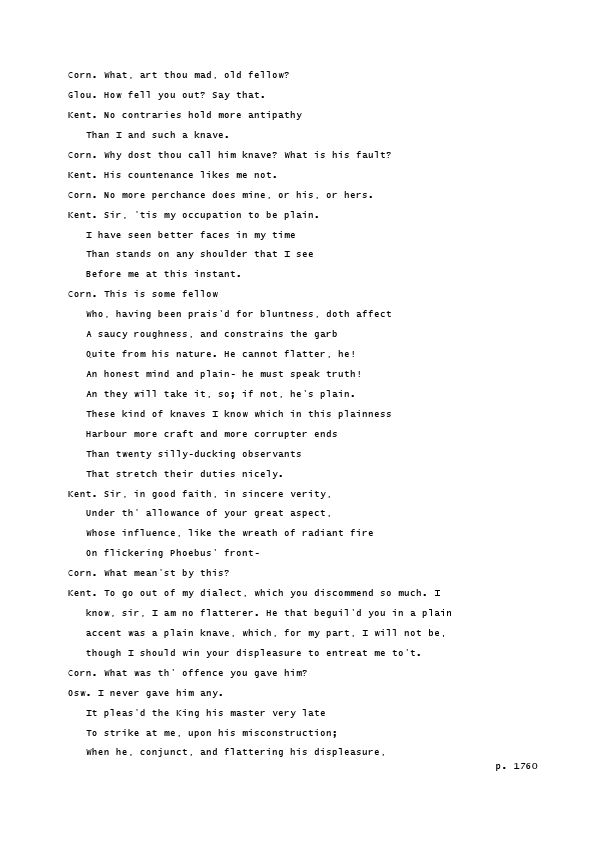 Corn. What, art thou mad, old fellow?
Glou. How fell you out? Say that.
Kent. No contraries hold more antipathy
Than I and such a knave.
Corn. Why dost thou call him knave? What is his fault?
Kent. His countenance likes me not.
Corn. No more perchance does mine, or his, or hers.
Kent. Sir, 'tis my occupation to be plain.
I have seen better faces in my time
Than stands on any shoulder that I see
Before me at this instant.
Corn. This is some fellow
Who, having been prais'd for bluntness, doth affect
A saucy roughness, and constrains the garb
Quite from his nature. He cannot flatter, he!
An honest mind and plain- he must speak truth!
An they will take it, so; if not, he's plain.
These kind of knaves I know which in this plainness
Harbour more craft and more corrupter ends
Than twenty silly-ducking observants
That stretch their duties nicely.
Kent. Sir, in good faith, in sincere verity,
Under th' allowance of your great aspect,
Whose influence, like the wreath of radiant fire
On flickering Phoebus' front-
Corn. What mean'st by this?
Kent. To go out of my dialect, which you discommend so much. I
know, sir, I am no flatterer. He that beguil'd you in a plain
accent was a plain knave, which, for my part, I will not be,
though I should win your displeasure to entreat me to't.
Corn. What was th' offence you gave him?
Osw. I never gave him any.
It pleas'd the King his master very late
To strike at me, upon his misconstruction;
When he, conjunct, and flattering his displeasure,
p. 1760